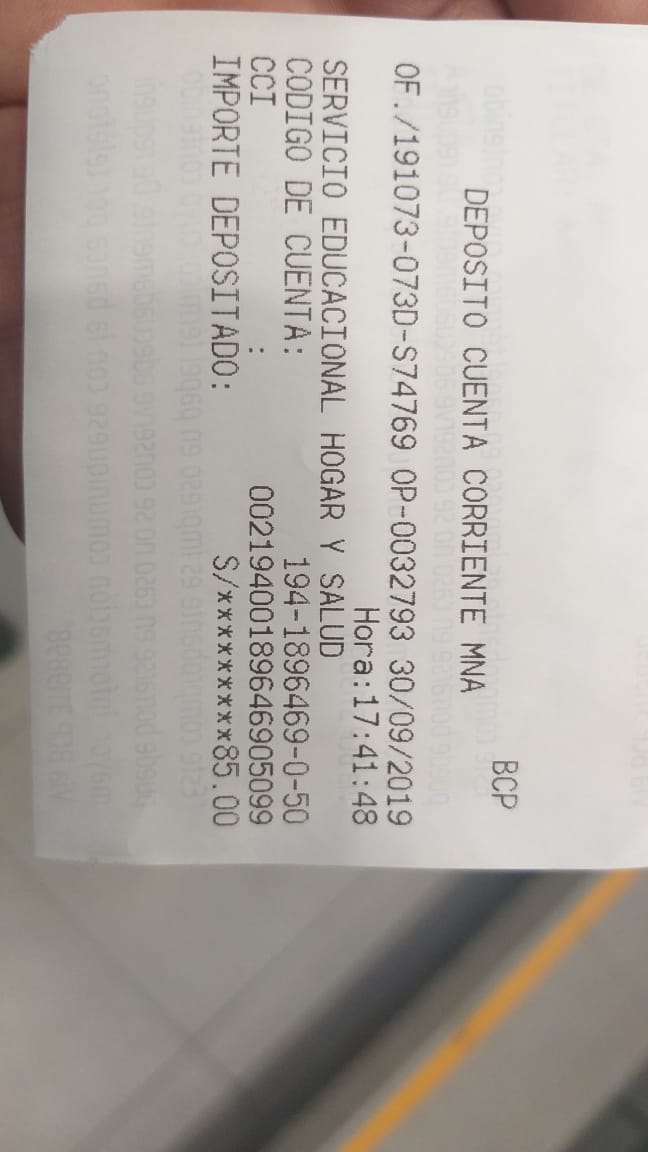 BCP
DEPOSITO CUENTA CORRIENTE MNA
OF./191073-073D-S74769 OP-0032793 30/09/2019
Hora:17:41:48
SERVICIO EDUCACIONAL HOGAR Y SALUD
CODIGO DE CUENTA: 194-1896469-0-50
CCI : 00219400189646905099
IMPORTE DEPOSITADO: S/**********85.00